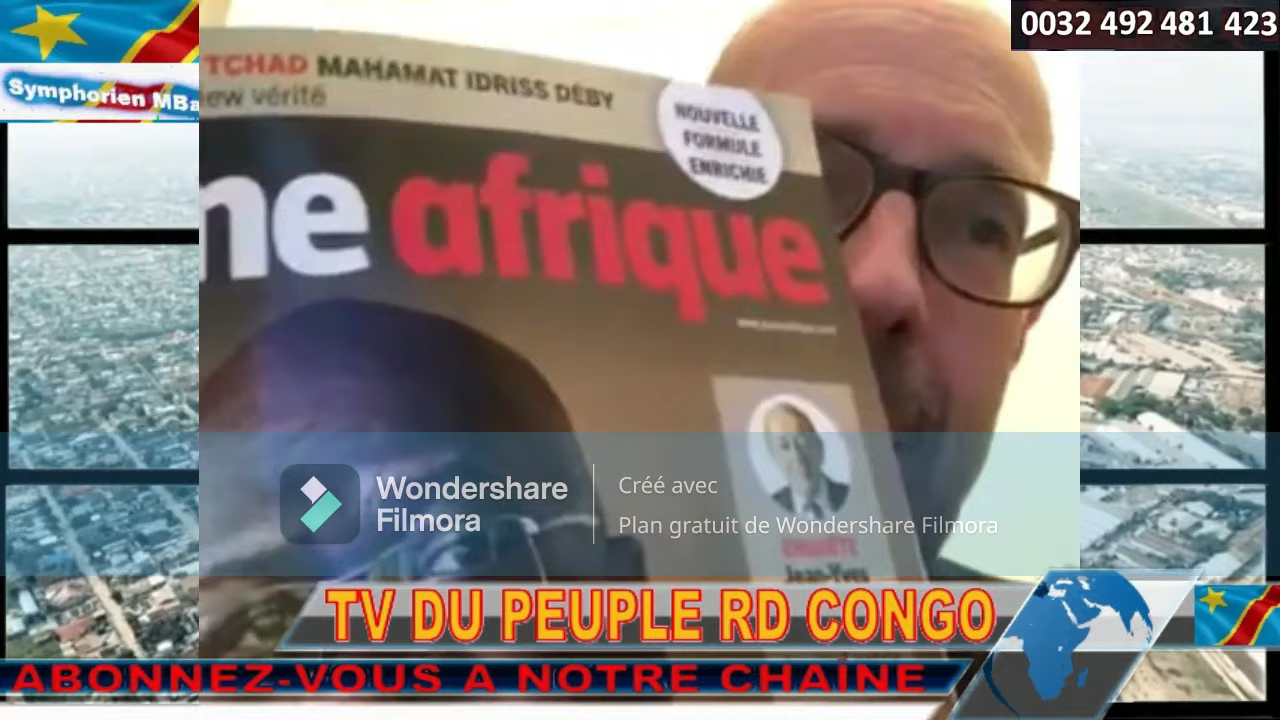 0032 492 481 423
Symphorien MBa
TCHAD MAHAMAT IDRISS DÉBY
ew vérité
NOUVELLE
FORMULE
ENRICHIE
ne afrique
Wondershare
Filmora
Créé avec
Plan gratuit de Wondershare Filmora
Jean-Yves
TV DU PEUPLE RD CONGO
ABONNEZ-VOUS A NOTRE CHAÎNE